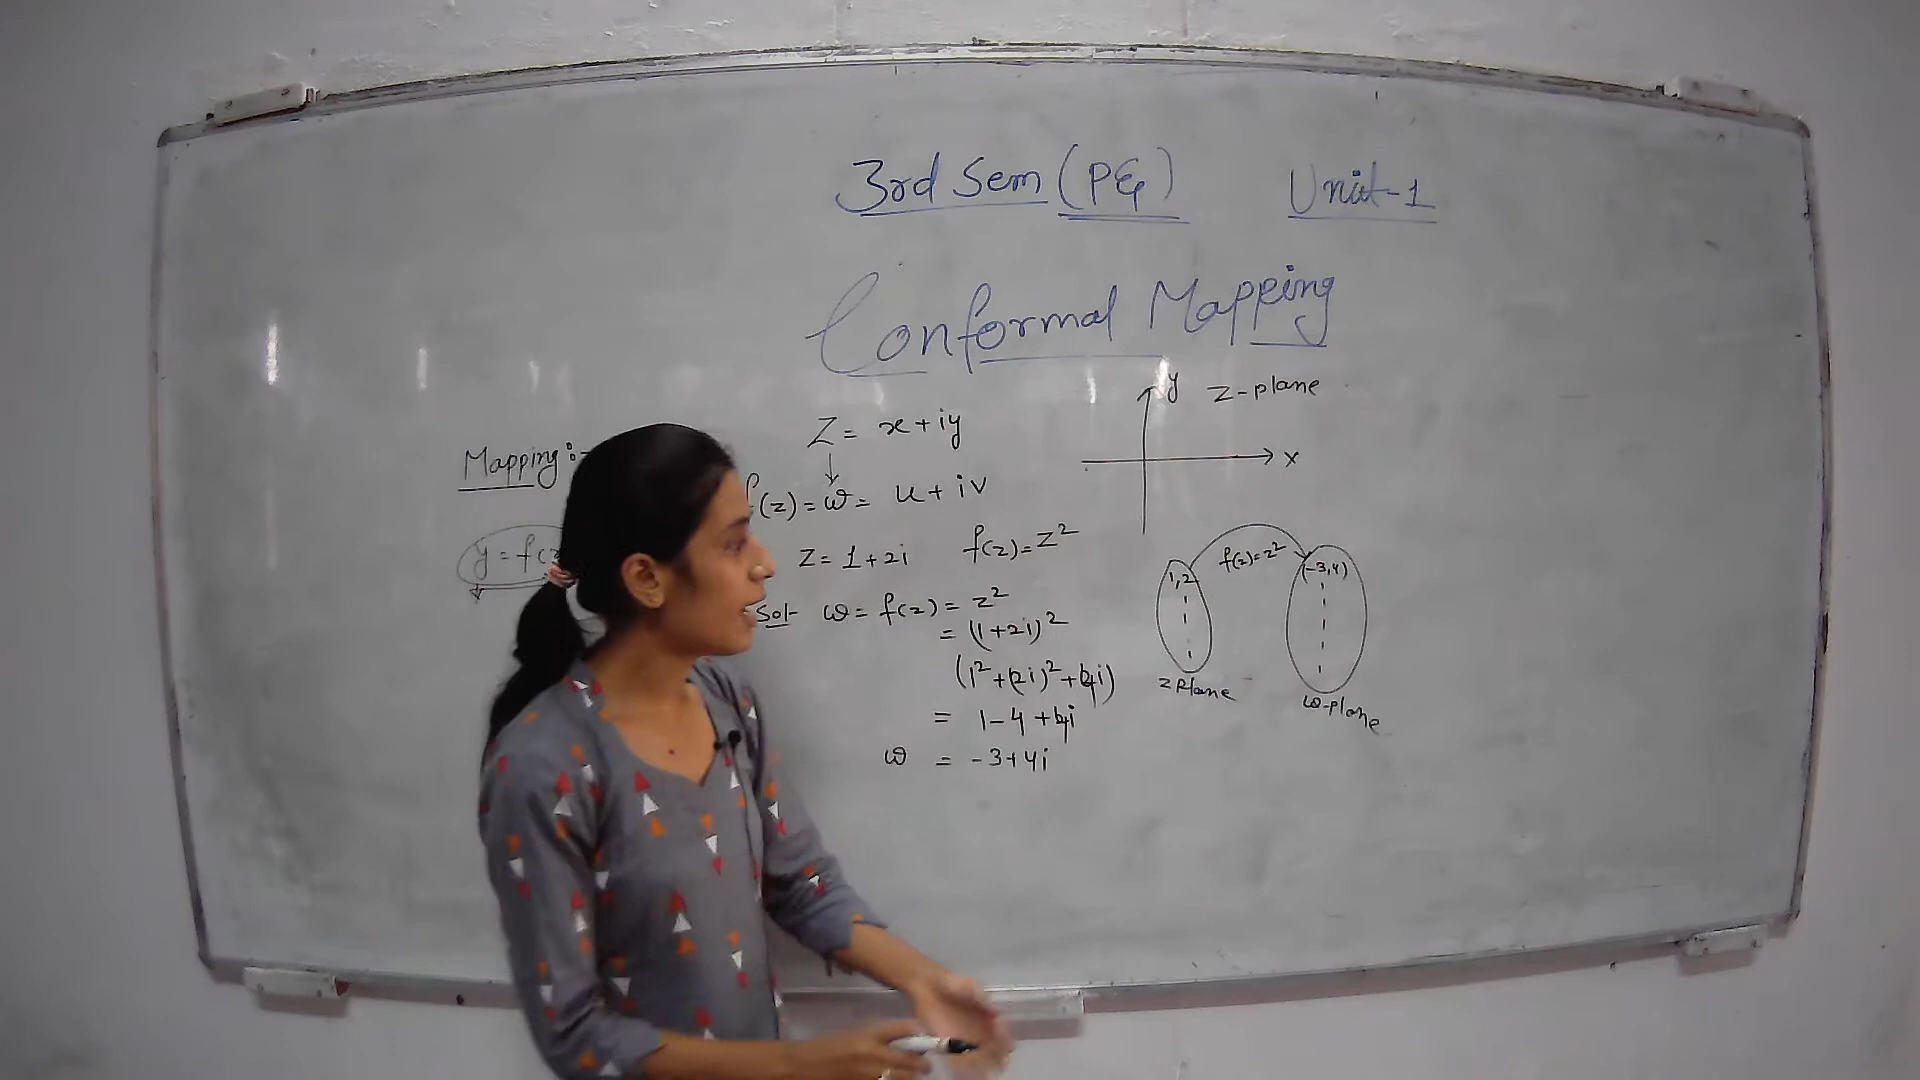 3rd Sem (PG) Unit-1
Conformal Mapping
Mapping :-
y = f(
Z = x + iy
f(z) = ω = u + iv
z = 1 + 2i f(z) = z²
Sol- ω = f(z) = z²
= (1+2i)²
(1² + (2i)² + 4i)
= 1 - 4 + 4i
ω = -3 + 4i
y z-plane
x
f(z) = z²
1,2 (-3,4)
z plane ω-plane